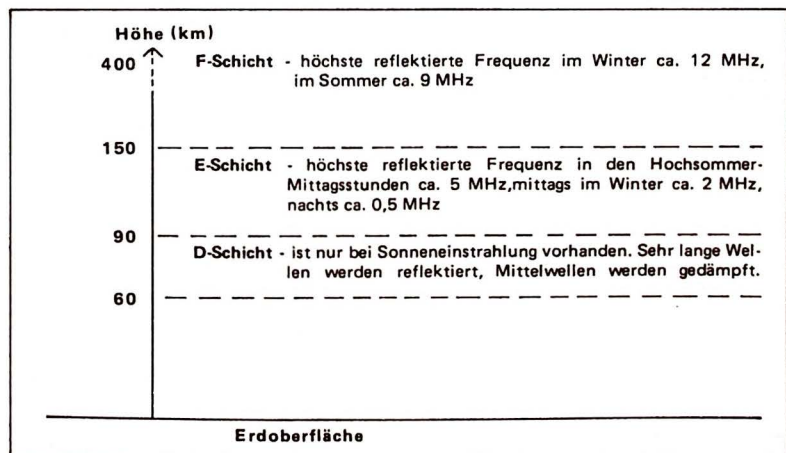 Höhe (km)
400 F-Schicht - höchste reflektierte Frequenz im Winter ca. 12 MHz,
im Sommer ca. 9 MHz
150
E-Schicht - höchste reflektierte Frequenz in den Hochsommer-
Mittagsstunden ca. 5 MHz,mittags im Winter ca. 2 MHz,
nachts ca. 0,5 MHz
90
D-Schicht - ist nur bei Sonneneinstrahlung vorhanden. Sehr lange Wel-
len werden reflektiert, Mittelwellen werden gedämpft.
60
Erdoberfläche